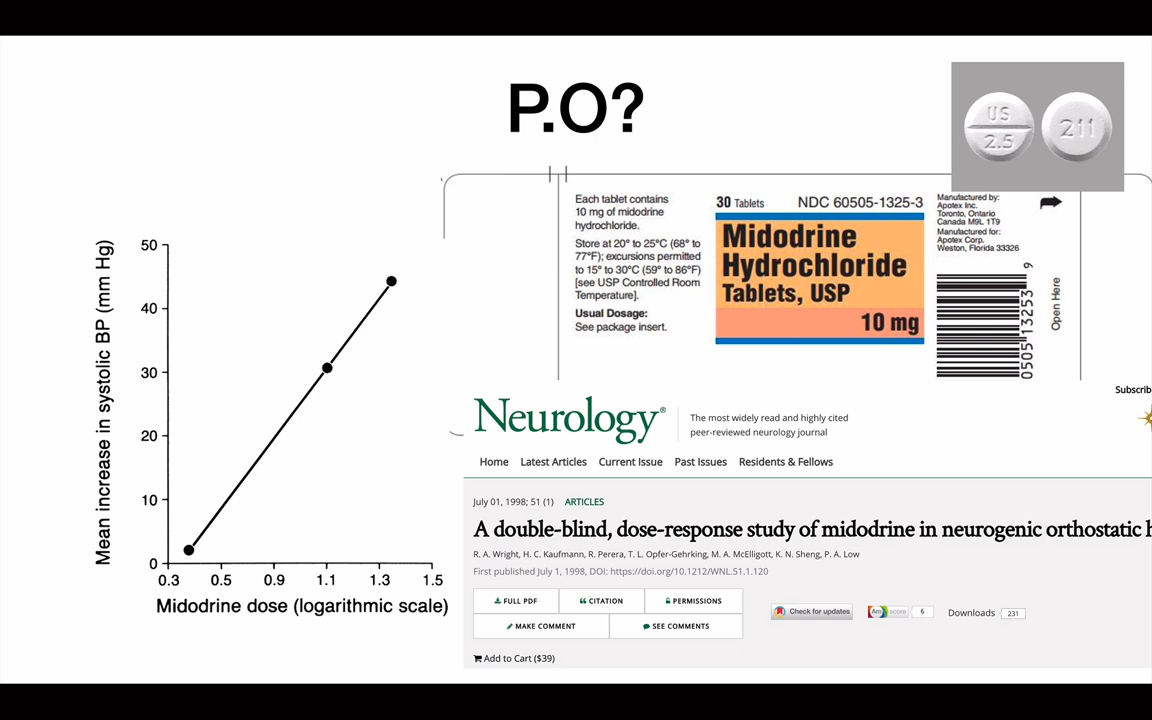 P.O?
US
2.5
211
Each tablet contains
10 mg of midodrine
hydrochloride.
Store at 20° to 25°C (68° to
77°F); excursions permitted
to 15° to 30°C (59° to 86°F)
[see USP Controlled Room
Temperature].
Usual Dosage:
See package insert.
30 Tablets NDC 60505-1325-3
Midodrine
Hydrochloride
Tablets, USP
10 mg
Manufactured by:
Apotex Inc.
Toronto, Ontario
Canada M9L 1T9
Manufactured for:
Apotex Corp.
Weston, Florida 33326
0505 13253 9
Open Here
Mean increase in systolic BP (mm Hg)
50
40
30
20
10
0
0.3 0.5 0.9 1.1 1.3 1.5
Midodrine dose (logarithmic scale)
Subscrib
Neurology®
The most widely read and highly cited
peer-reviewed neurology journal
Home Latest Articles Current Issue Past Issues Residents & Fellows
July 01, 1998; 51 (1) ARTICLES
A double-blind, dose-response study of midodrine in neurogenic orthostatic h
R. A. Wright, H. C. Kaufmann, R. Perera, T. L. Opfer-Gehrking, M. A. McElligott, K. N. Sheng, P. A. Low
First published July 1, 1998, DOI: https://doi.org/10.1212/WNL.51.1.120
FULL PDF CITATION PERMISSIONS
MAKE COMMENT SEE COMMENTS
Check for updates Am score 6 Downloads 231
Add to Cart ($39)